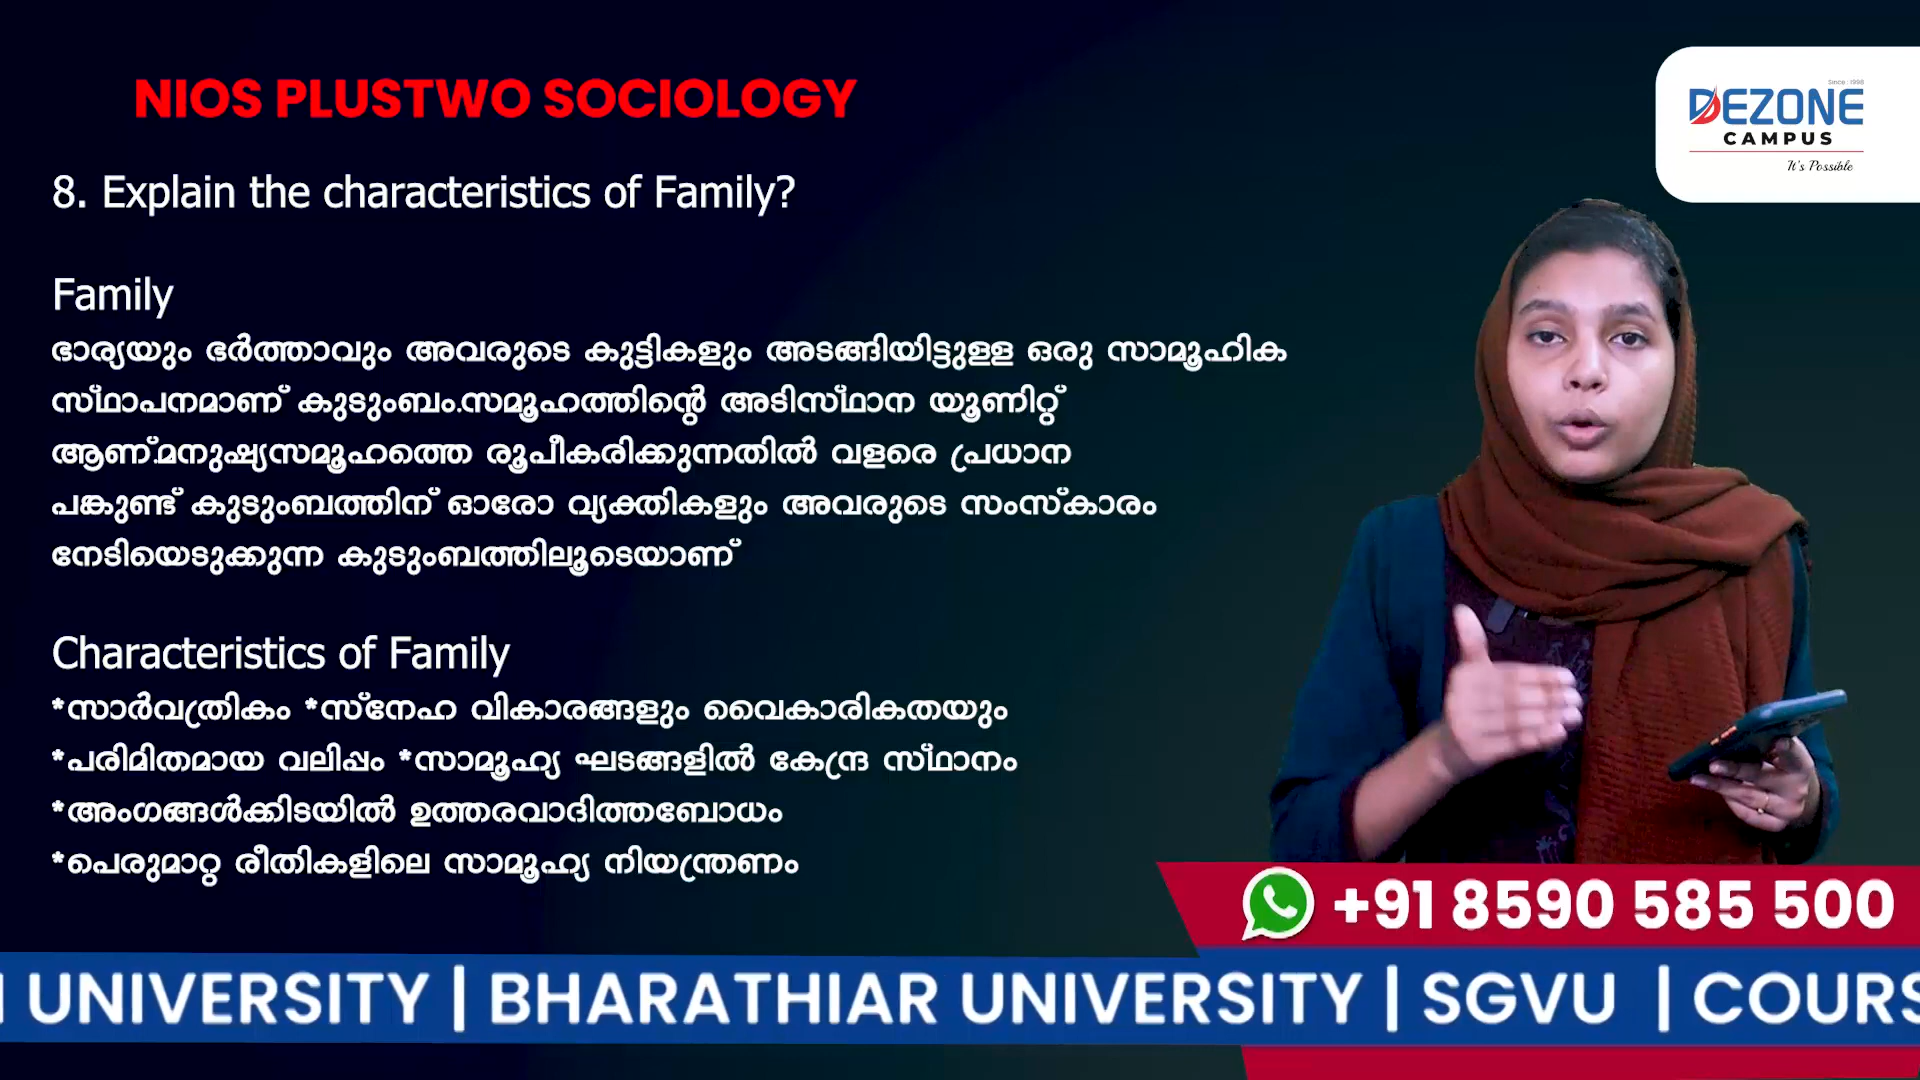 NIOS PLUSTWO SOCIOLOGY
Since : 1998
DEZONE
CAMPUS
It's Possible
8. Explain the characteristics of Family?
Family
ഭാര്യയും ഭർത്താവും അവരുടെ കുട്ടികളും അടങ്ങിയിട്ടുള്ള ഒരു സാമൂഹിക
സ്ഥാപനമാണ് കുടുംബം.സമൂഹത്തിന്റെ അടിസ്ഥാന യൂണിറ്റ്
ആണ്.മനുഷ്യസമൂഹത്തെ രൂപീകരിക്കുന്നതിൽ വളരെ പ്രധാന
പങ്കുണ്ട് കുടുംബത്തിന് ഓരോ വ്യക്തികളും അവരുടെ സംസ്കാരം
നേടിയെടുക്കുന്ന കുടുംബത്തിലൂടെയാണ്
Characteristics of Family
*സാർവത്രികം *സ്നേഹ വികാരങ്ങളും വൈകാരികതയും
*പരിമിതമായ വലിപ്പം *സാമൂഹ്യ ഘടങ്ങളിൽ കേന്ദ്ര സ്ഥാനം
*അംഗങ്ങൾക്കിടയിൽ ഉത്തരവാദിത്തബോധം
*പെരുമാറ്റ രീതികളിലെ സാമൂഹ്യ നിയന്ത്രണം
+91 8590 585 500
UNIVERSITY | BHARATHIAR UNIVERSITY | SGVU | COURS